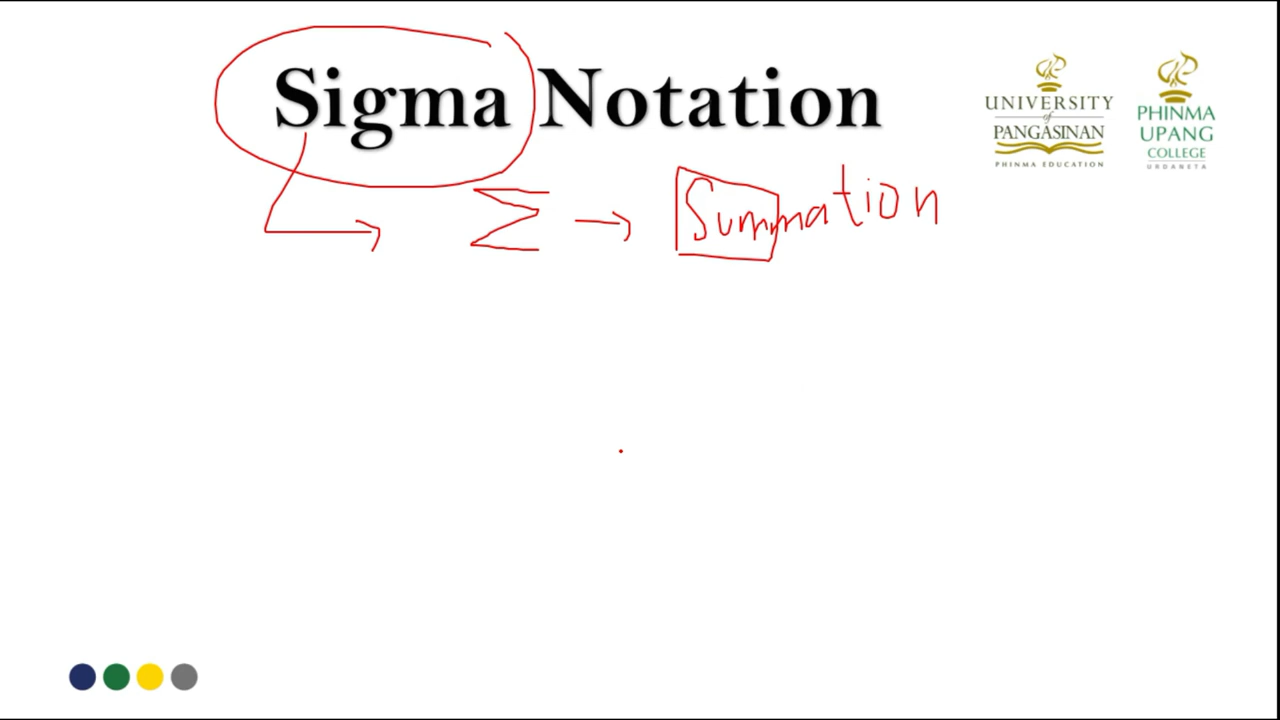 Sigma Notation
Σ → Summation
UNIVERSITY
of
PANGASINAN
PHINMA EDUCATION
PHINMA
UPANG
COLLEGE
URDANETA